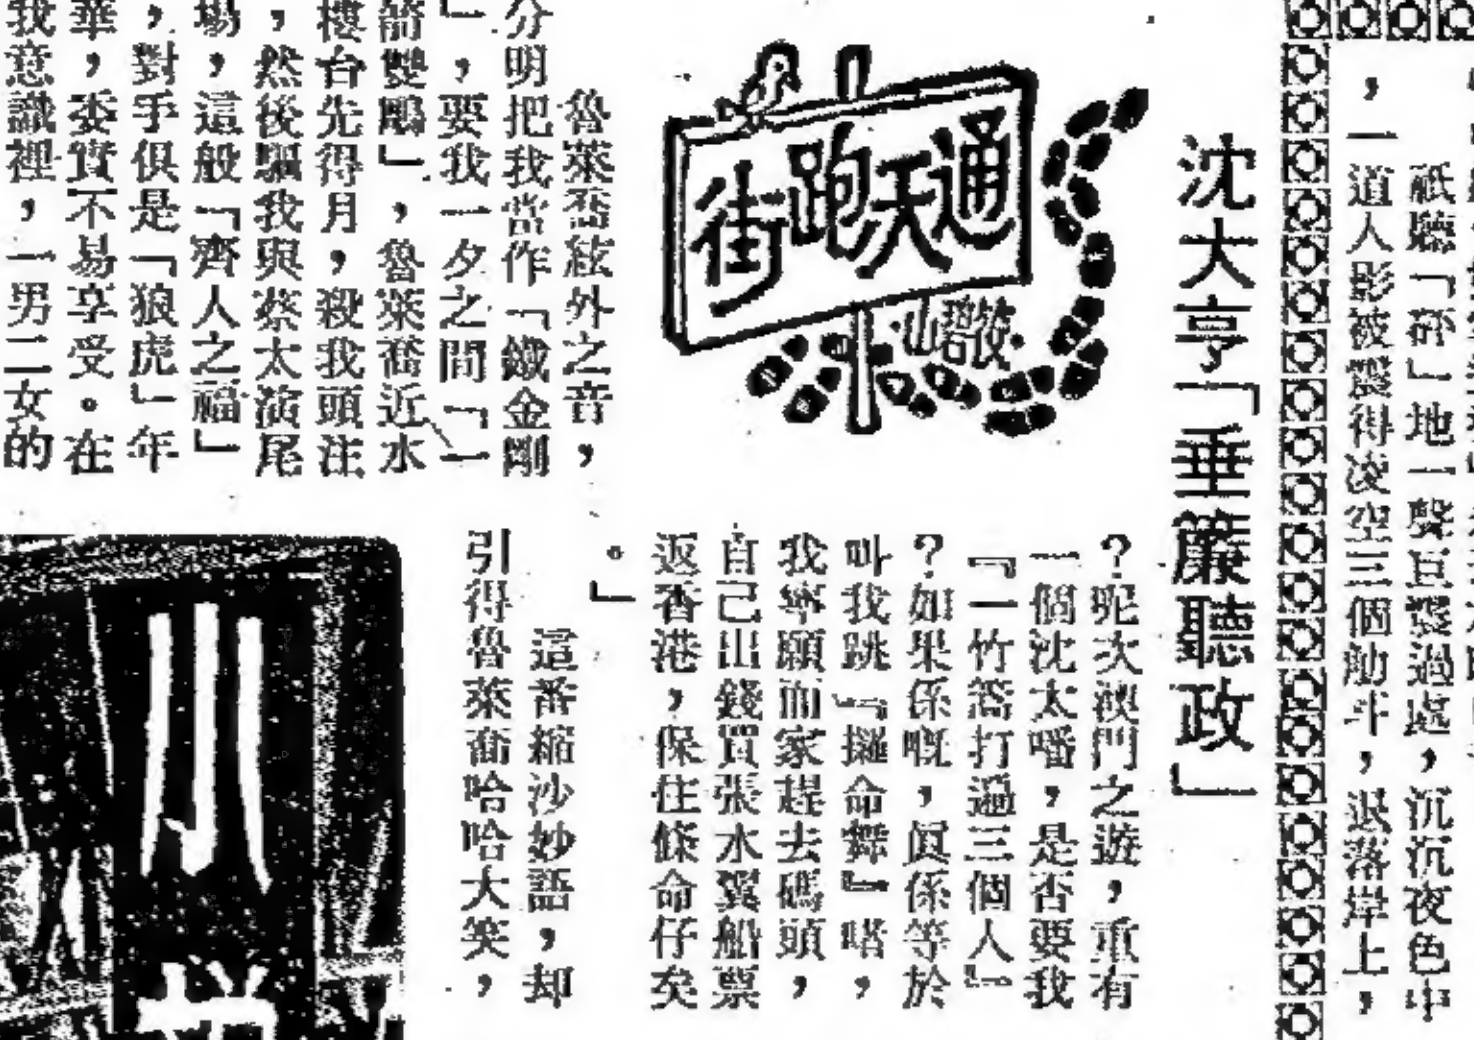 祇聽「砰」地一聲巨響過處，沉沉夜色中
，一道人影被震得凌空三個觔斗，退落岸上，
沈大亨「垂簾聽政」
通天跑街
？呢次澳門之遊，重有
一個沈太噃，是否要我
『一竹篙打過三個人』
？如果係嘅，眞係等於
叫我跳『攞命舞』喏，
我寧願而家趕去碼頭，
自己出錢買張水翼船票
返香港，保住條命仔矣
。」
這番縮沙妙語，却
引得魯萊喬哈哈大笑，
魯萊喬絃外之音，
分明把我當作「鐵金剛
」，要我一夕之間「一
箭雙鵰」，魯萊喬近水
樓台先得月，殺我頭注
，然後騙我與蔡太演尾
場，這般「齊人之福」
，對手俱是「狼虎」年
華，委實不易享受。在
我意識裡，一男二女的
小